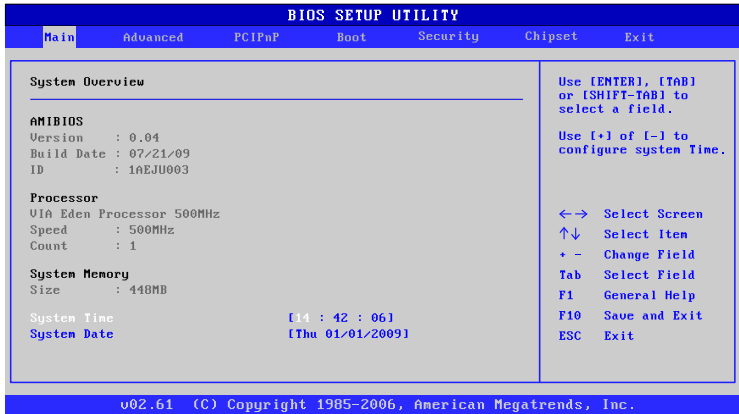 BIOS SETUP UTILITY
Main Advanced PCIPnP Boot Security Chipset Exit
System Overview
AMIBIOS
Version : 0.04
Build Date : 07/21/09
ID : 1AEJU003
Processor
VIA Eden Processor 500MHz
Speed : 500MHz
Count : 1
System Memory
Size : 448MB
System Time [14 : 42 : 06]
System Date [Thu 01/01/2009]
Use [ENTER], [TAB]
or [SHIFT-TAB] to
select a field.
Use [+] of [-] to
configure system Time.
←→ Select Screen
↑↓ Select Item
+ - Change Field
Tab Select Field
F1 General Help
F10 Save and Exit
ESC Exit
v02.61 (C) Copyright 1985-2006, American Megatrends, Inc.